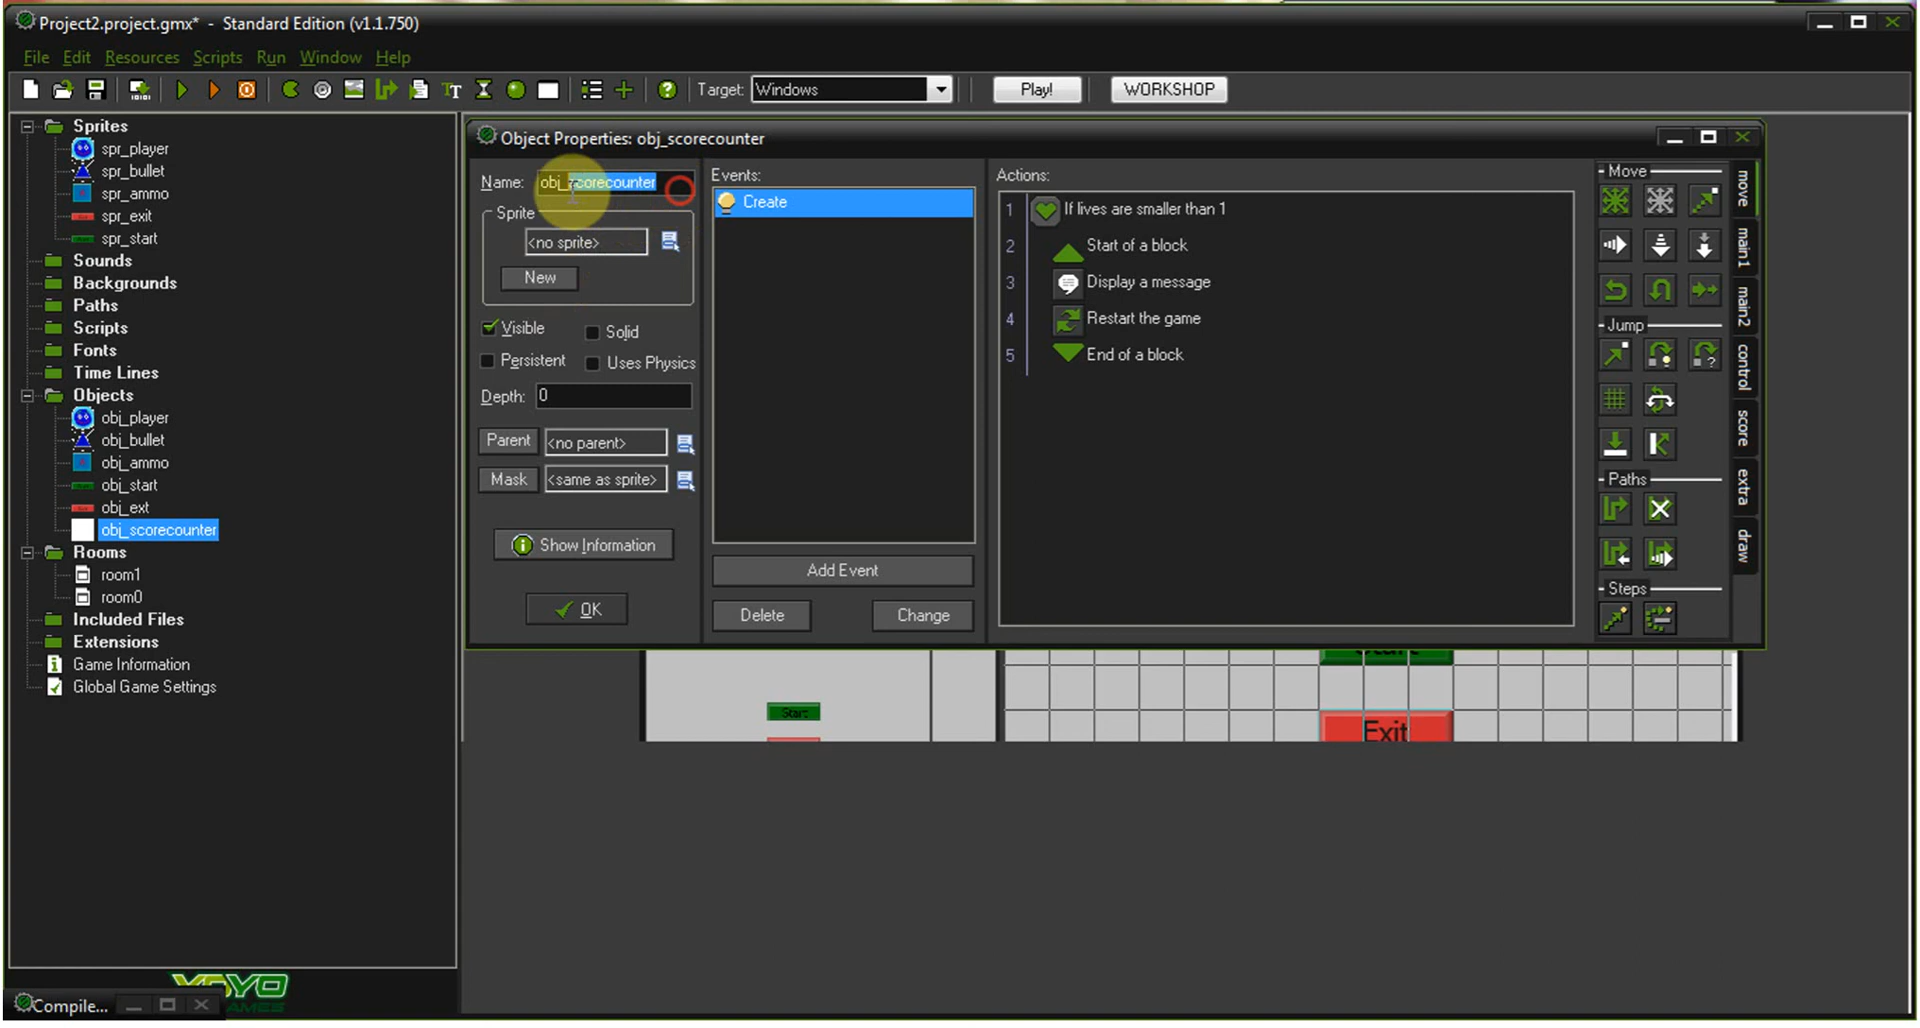 Project2.project.gmx* - Standard Edition (v1.1.750)
File Edit Resources Scripts Run Window Help
Target: Windows Play! WORKSHOP
Sprites
spr_player
spr_bullet
spr_ammo
spr_exit
spr_start
Sounds
Backgrounds
Paths
Scripts
Fonts
Time Lines
Objects
obj_player
obj_bullet
obj_ammo
obj_start
obj_ext
obj_scorecounter
Rooms
room1
room0
Included Files
Extensions
Game Information
Global Game Settings
Object Properties: obj_scorecounter
Name: obj_scorecounter
Sprite
<no sprite>
New
Visible Solid
Persistent Uses Physics
Depth: 0
Parent <no parent>
Mask <same as sprite>
Show Information
OK
Events:
Create
Add Event
Delete Change
Actions:
1 If lives are smaller than 1
2 Start of a block
3 Display a message
4 Restart the game
5 End of a block
Move
Jump
Paths
Steps
move
main1
main2
control
score
extra
draw
Start
Start
Exit
YOYO
GAMES
Compile...